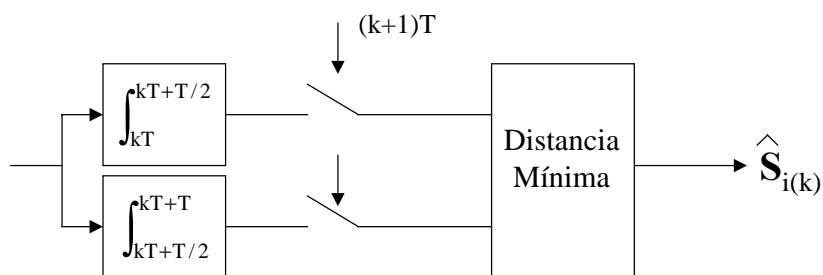 (k+1)T
∫ kT+T/2
kT
Distancia
Mínima
Ŝi(k)
∫ kT+T
kT+T/2